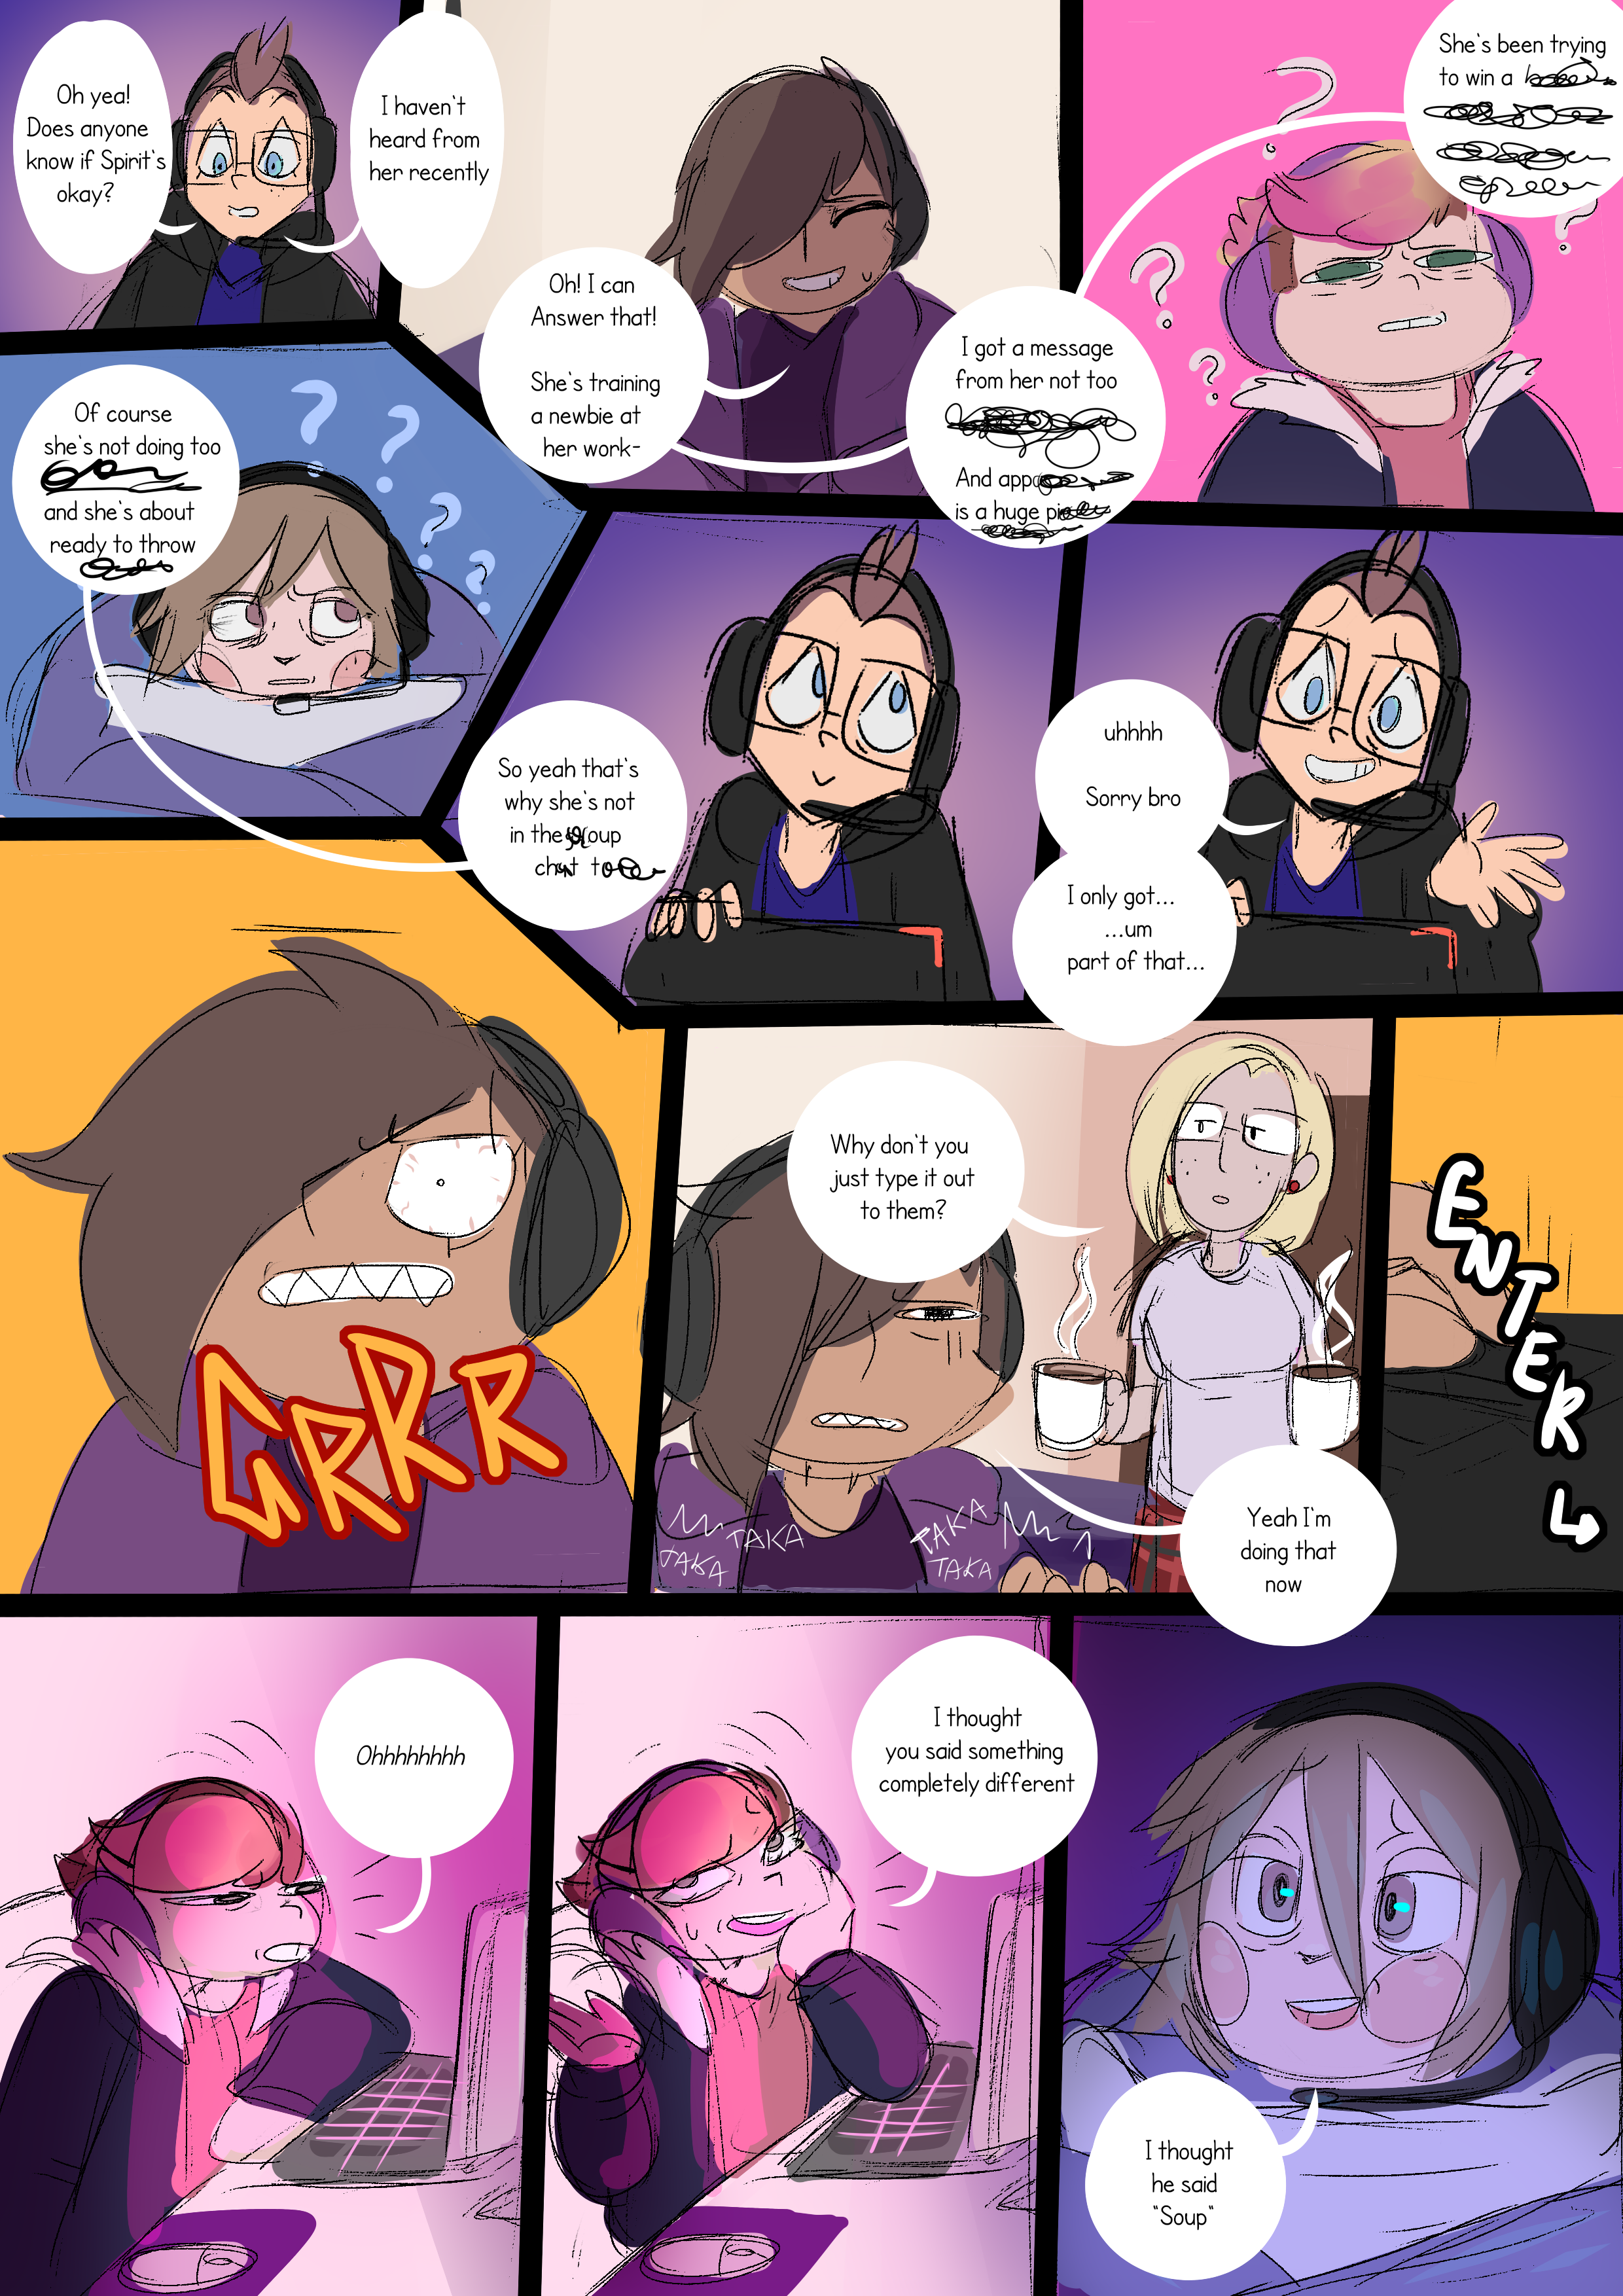 Oh yea!
Does anyone
know if Spirit's
okay?
I haven't
heard from
her recently
Oh! I can
Answer that!
She's training
a newbie at
her work-
I got a message
from her not too
And
is a huge
She's been trying
to win a
Of course
she's not doing too
and she's about
ready to throw
So yeah that's
why she's not
in the
uhhhh
Sorry bro
I only got...
...um
part of that...
GRRR
Why don't you
just type it out
to them?
TAKA
TAKA
TAKA
TAKA
Yeah I'm
doing that
now
ENTER
Ohhhhhhhh
I thought
you said something
completely different
I thought
he said
"Soup"